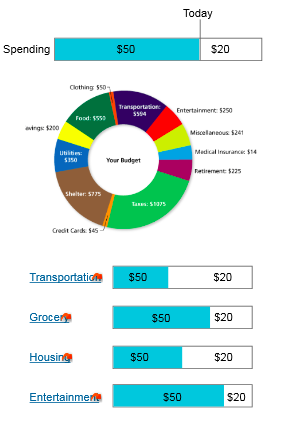 Today
Spending $50 $20
Clothing: $50
Transportation:
$594
Entertainment: $250
Food: $550
Miscellaneous: $241
avings: $200
Medical Insurance: $14
Utilities:
$350
Your Budget
Retirement: $225
Shelter: $775
Taxes: $1075
Credit Cards: $45
Transportation $50 $20
Grocery $50 $20
Housing $50 $20
Entertainment $50 $20